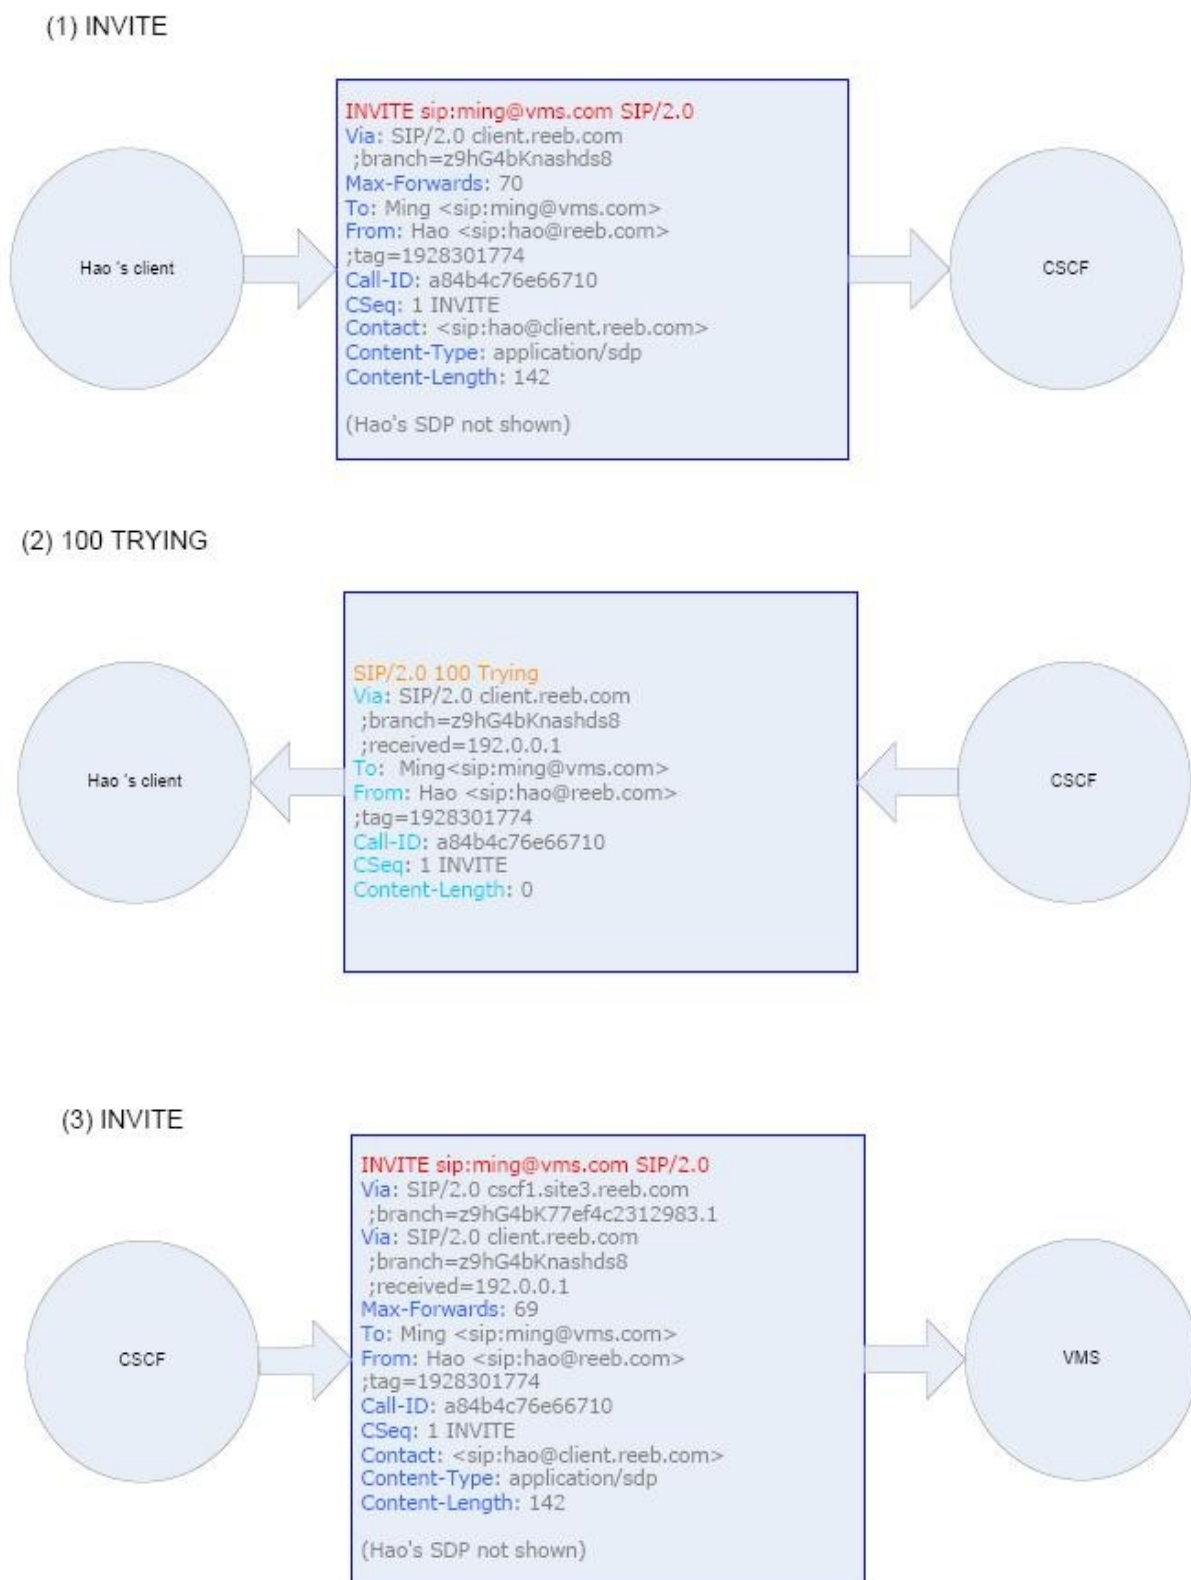 (1) INVITE
INVITE sip:ming@vms.com SIP/2.0
Via: SIP/2.0 client.reeb.com
;branch=z9hG4bKnashds8
Max-Forwards: 70
To: Ming <sip:ming@vms.com>
From: Hao <sip:hao@reeb.com>
;tag=1928301774
Call-ID: a84b4c76e66710
CSeq: 1 INVITE
Contact: <sip:hao@client.reeb.com>
Content-Type: application/sdp
Content-Length: 142
(Hao's SDP not shown)
Hao 's client
CSCF
(2) 100 TRYING
SIP/2.0 100 Trying
Via: SIP/2.0 client.reeb.com
;branch=z9hG4bKnashds8
;received=192.0.0.1
To: Ming<sip:ming@vms.com>
From: Hao <sip:hao@reeb.com>
;tag=1928301774
Call-ID: a84b4c76e66710
CSeq: 1 INVITE
Content-Length: 0
Hao 's client
CSCF
(3) INVITE
INVITE sip:ming@vms.com SIP/2.0
Via: SIP/2.0 cscf1.site3.reeb.com
;branch=z9hG4bK77ef4c2312983.1
Via: SIP/2.0 client.reeb.com
;branch=z9hG4bKnashds8
;received=192.0.0.1
Max-Forwards: 69
To: Ming <sip:ming@vms.com>
From: Hao <sip:hao@reeb.com>
;tag=1928301774
Call-ID: a84b4c76e66710
CSeq: 1 INVITE
Contact: <sip:hao@client.reeb.com>
Content-Type: application/sdp
Content-Length: 142
(Hao's SDP not shown)
CSCF
VMS